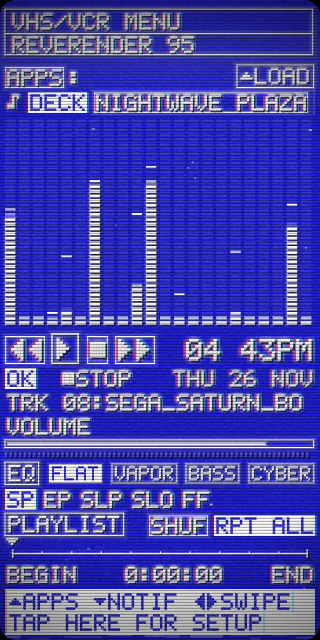 VHS/VCR MENU
REVERENDER 95
APPS: ▲LOAD
♪ DECK NIGHTWAVE PLAZA
04 43PM
OK ■STOP THU 26 NOV
TRK 08:SEGA_SATURN_BO
VOLUME
EQ FLAT VAPOR BASS CYBER
SP EP SLP SLO FF
PLAYLIST SHUF RPT ALL
BEGIN 0:00:00 END
▲APPS ▼NOTIF ◀▶SWIPE
TAP HERE FOR SETUP